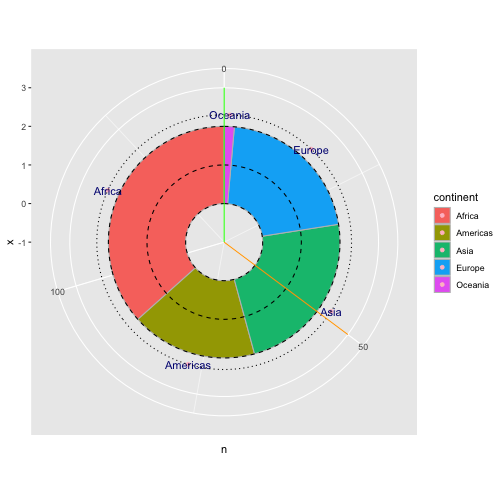 0
3
2
1
0
-1
x
Oceania
Europe
Africa
Asia
Americas
100
50
n
continent
Africa
Americas
Asia
Europe
Oceania